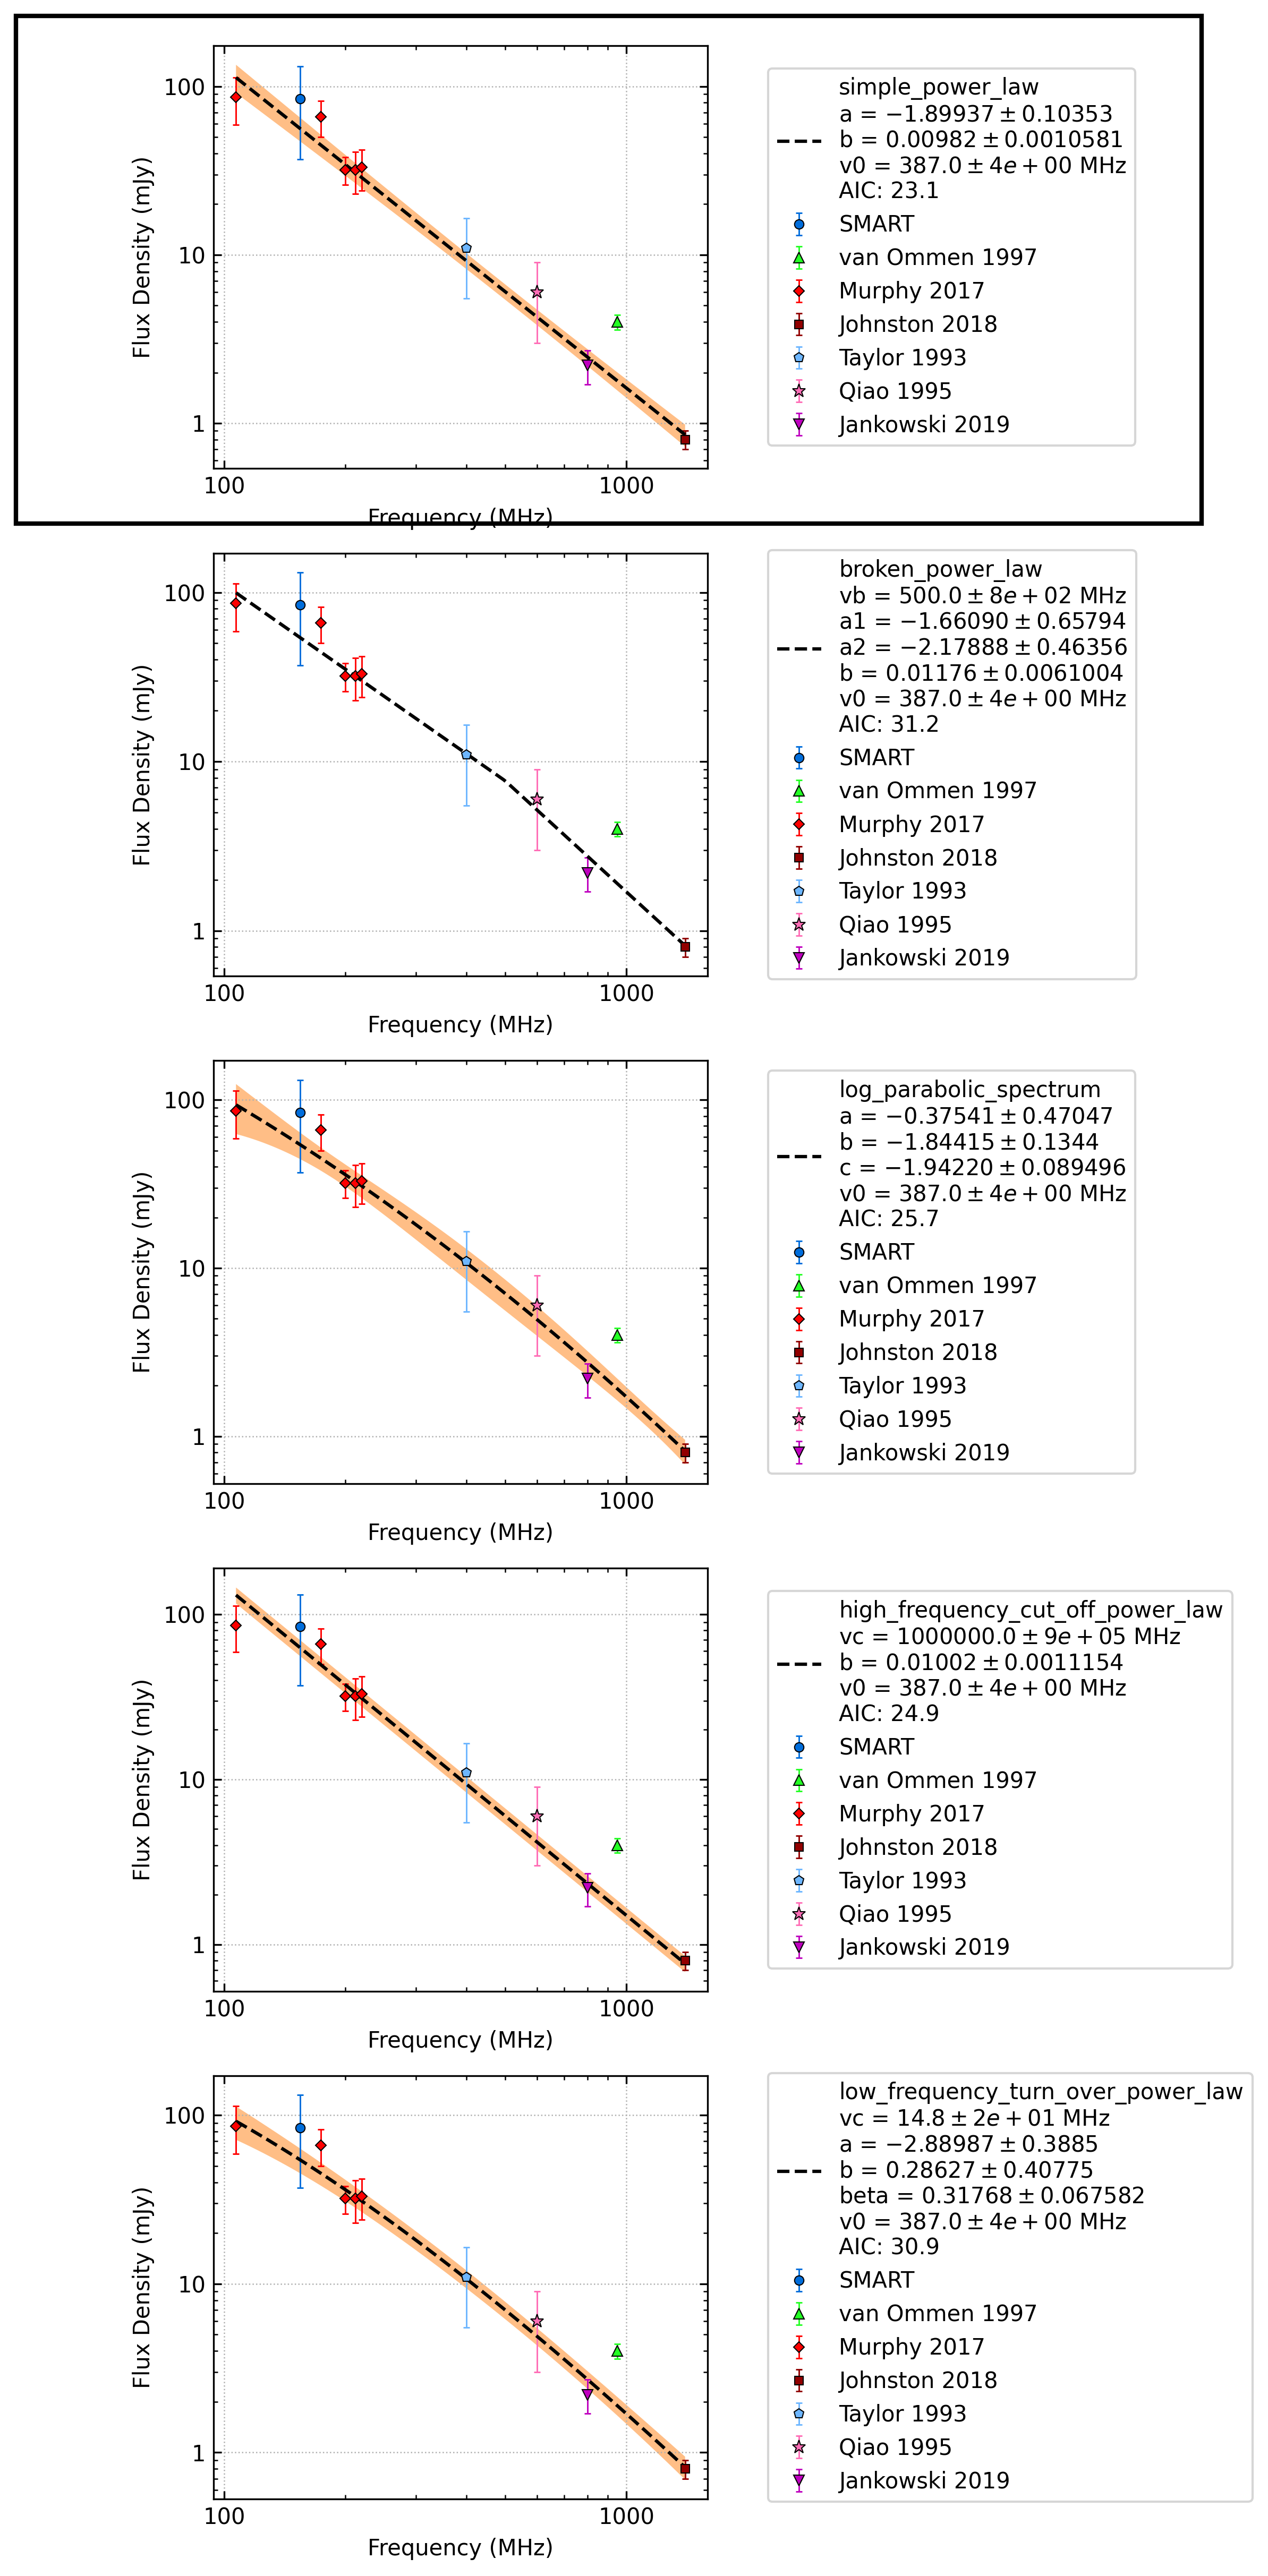 100
10
1
Flux Density (mJy)
100
1000
Frequency (MHz)
simple_power_law
a = −1.89937 ± 0.10353
b = 0.00982 ± 0.0010581
v0 = 387.0 ± 4e + 00 MHz
AIC: 23.1
SMART
van Ommen 1997
Murphy 2017
Johnston 2018
Taylor 1993
Qiao 1995
Jankowski 2019
100
10
1
Flux Density (mJy)
100
1000
Frequency (MHz)
broken_power_law
vb = 500.0 ± 8e + 02 MHz
a1 = −1.66090 ± 0.65794
a2 = −2.17888 ± 0.46356
b = 0.01176 ± 0.0061004
v0 = 387.0 ± 4e + 00 MHz
AIC: 31.2
SMART
van Ommen 1997
Murphy 2017
Johnston 2018
Taylor 1993
Qiao 1995
Jankowski 2019
100
10
1
Flux Density (mJy)
100
1000
Frequency (MHz)
log_parabolic_spectrum
a = −0.37541 ± 0.47047
b = −1.84415 ± 0.1344
c = −1.94220 ± 0.089496
v0 = 387.0 ± 4e + 00 MHz
AIC: 25.7
SMART
van Ommen 1997
Murphy 2017
Johnston 2018
Taylor 1993
Qiao 1995
Jankowski 2019
100
10
1
Flux Density (mJy)
100
1000
Frequency (MHz)
high_frequency_cut_off_power_law
vc = 1000000.0 ± 9e + 05 MHz
b = 0.01002 ± 0.0011154
v0 = 387.0 ± 4e + 00 MHz
AIC: 24.9
SMART
van Ommen 1997
Murphy 2017
Johnston 2018
Taylor 1993
Qiao 1995
Jankowski 2019
100
10
1
Flux Density (mJy)
100
1000
Frequency (MHz)
low_frequency_turn_over_power_law
vc = 14.8 ± 2e + 01 MHz
a = −2.88987 ± 0.3885
b = 0.28627 ± 0.40775
beta = 0.31768 ± 0.067582
v0 = 387.0 ± 4e + 00 MHz
AIC: 30.9
SMART
van Ommen 1997
Murphy 2017
Johnston 2018
Taylor 1993
Qiao 1995
Jankowski 2019